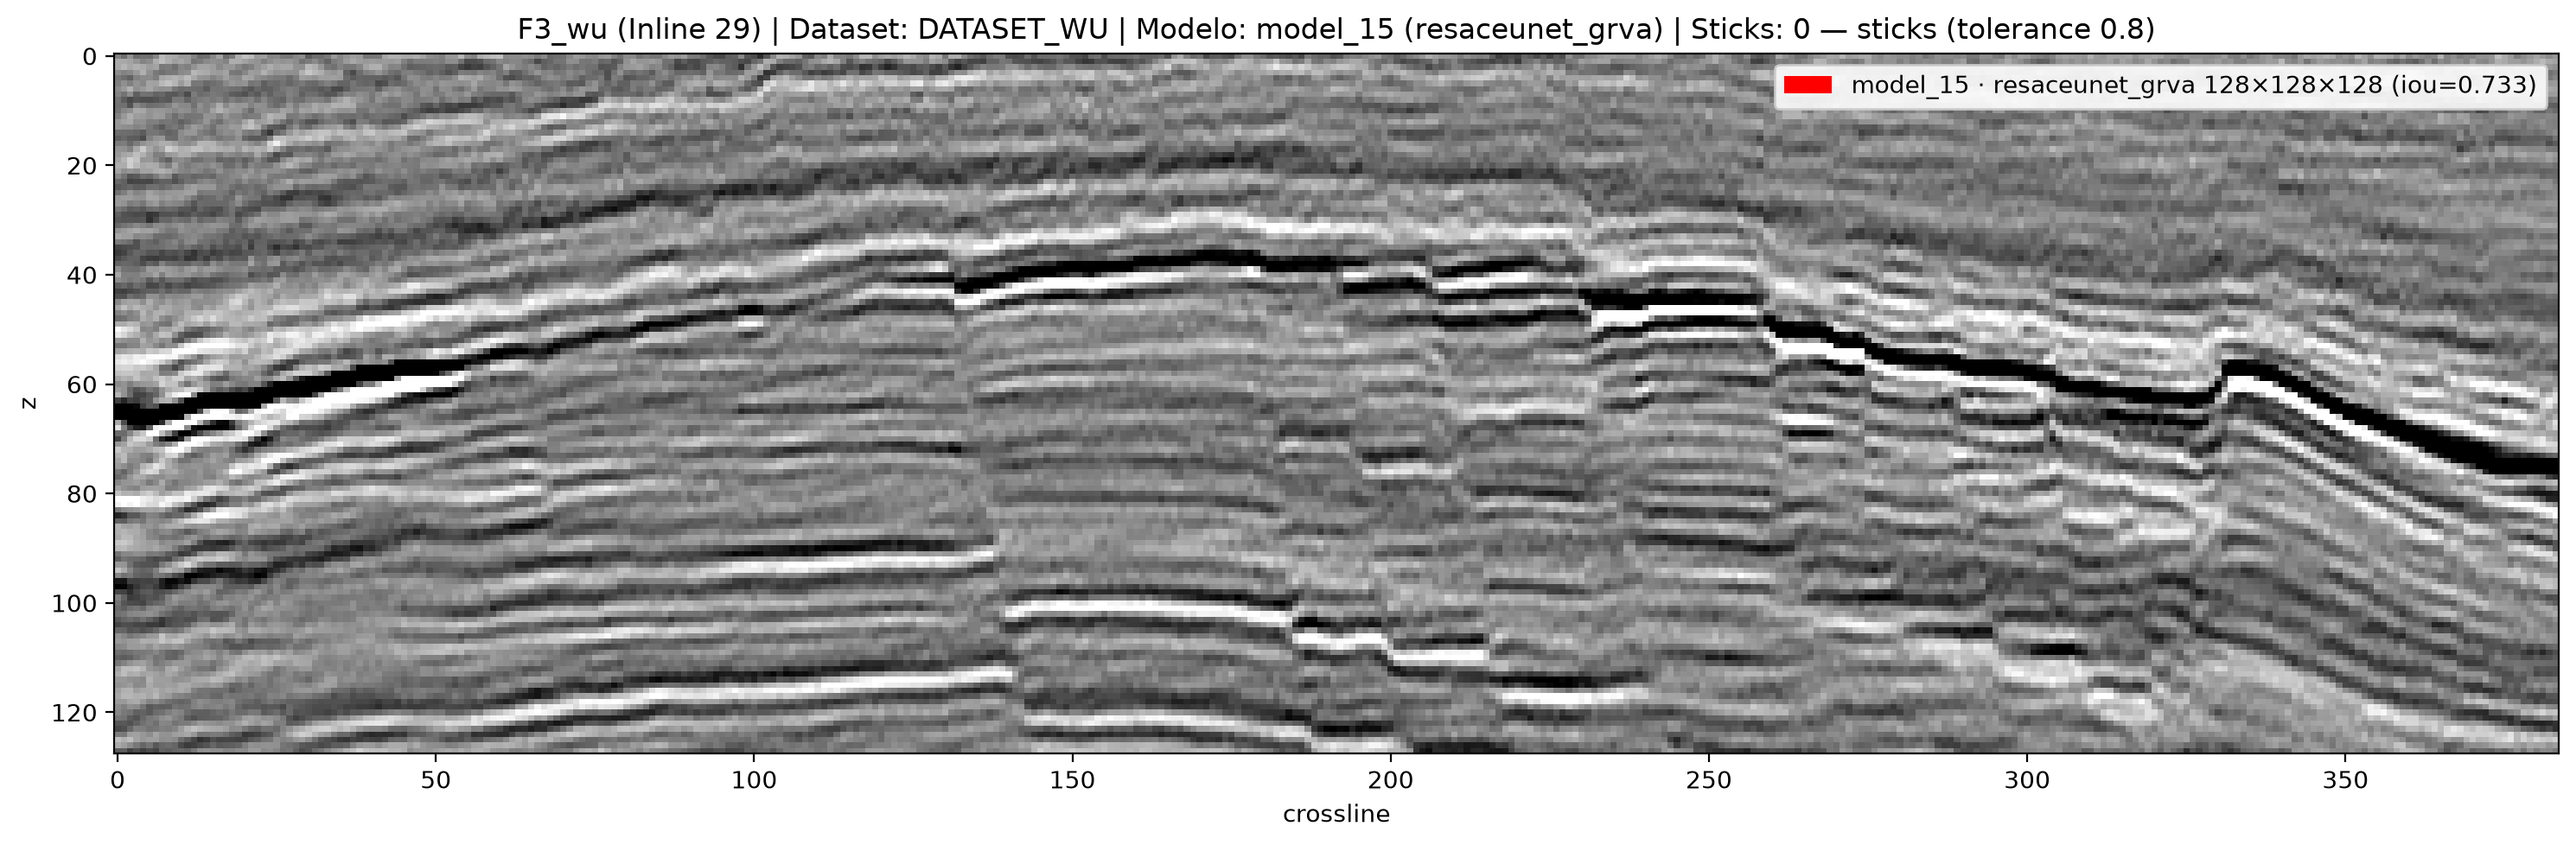 F3_wu (Inline 29) | Dataset: DATASET_WU | Modelo: model_15 (resaceunet_grva) | Sticks: 0 — sticks (tolerance 0.8)
model_15 · resaceunet_grva 128×128×128 (iou=0.733)
0
20
40
60
80
100
120
z
0 50 100 150 200 250 300 350
crossline